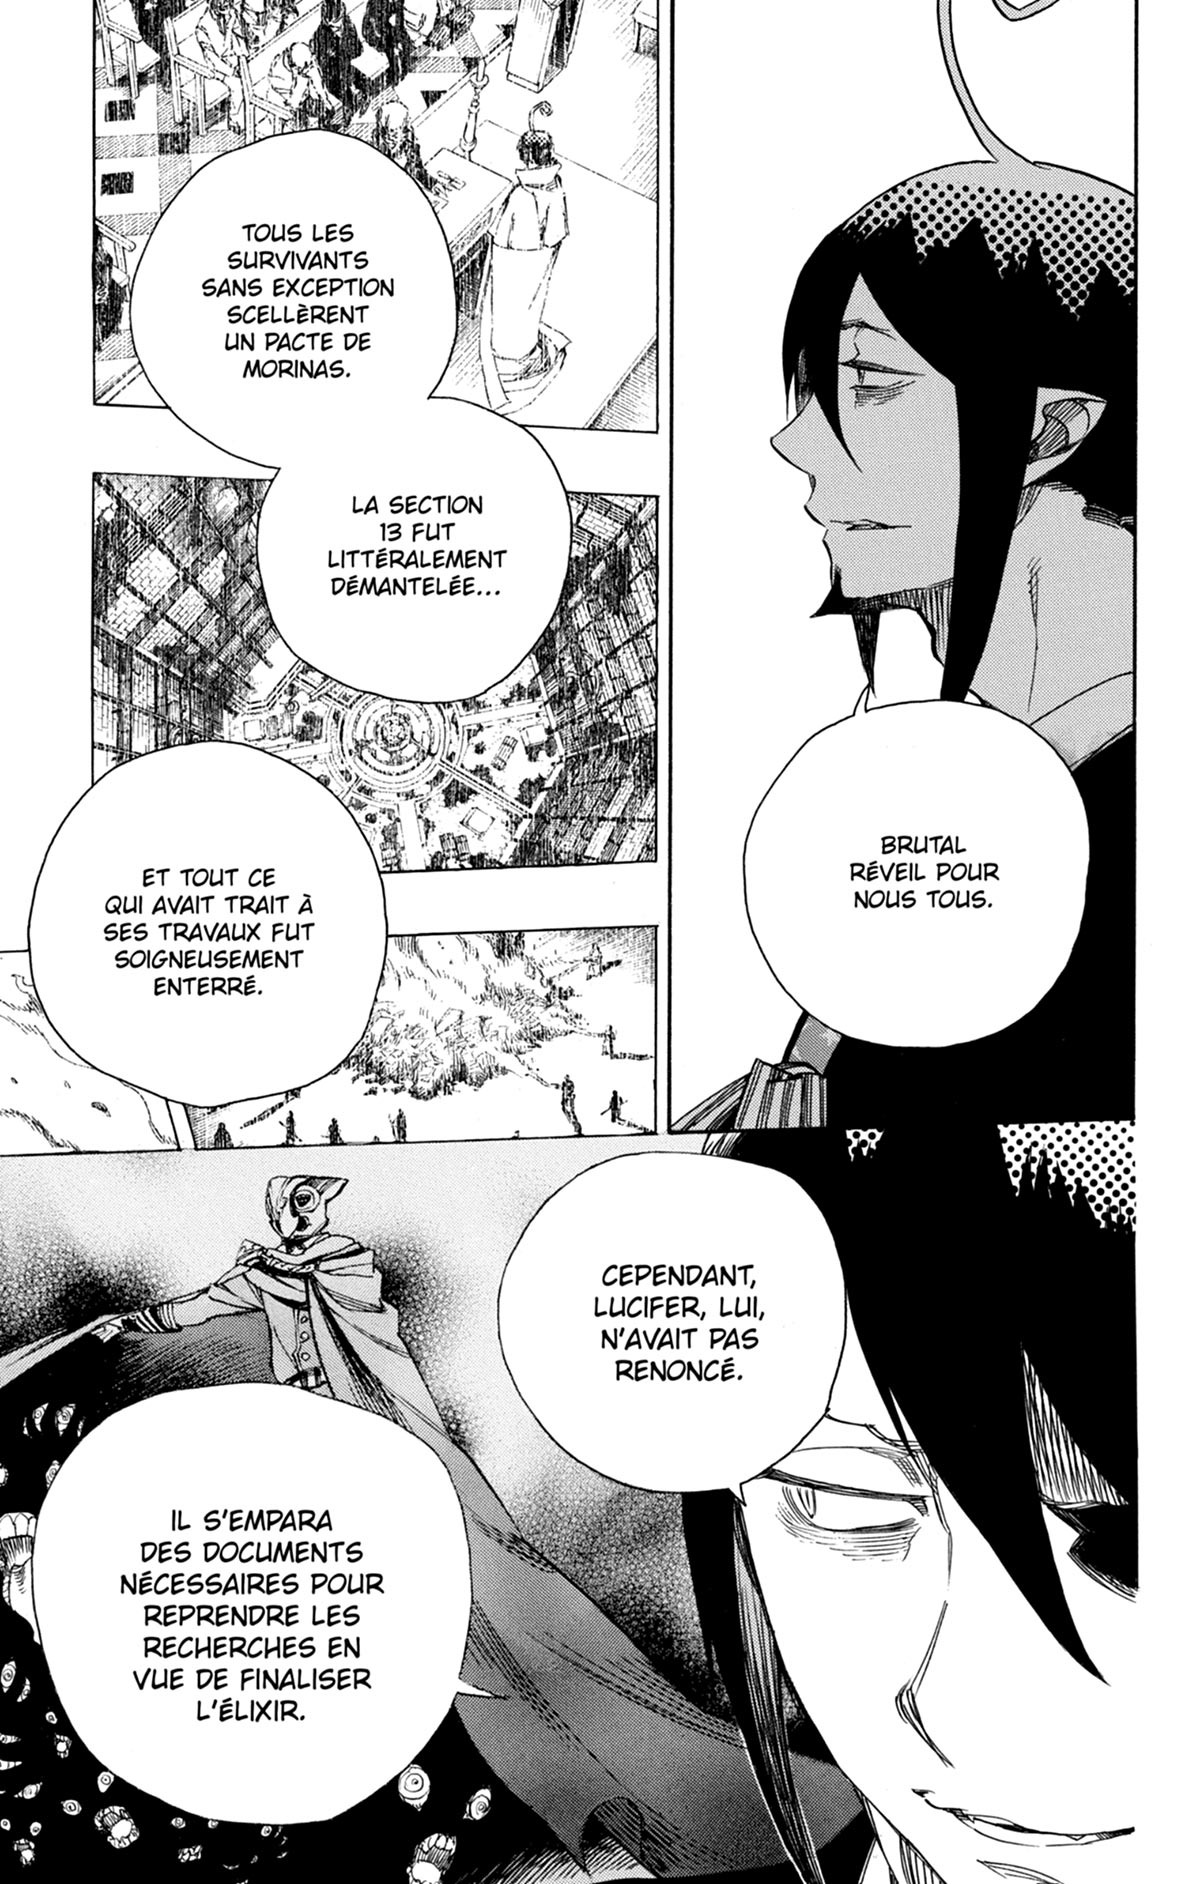 BRUTAL
RÉVEIL POUR
NOUS TOUS.
TOUS LES
SURVIVANTS
SANS EXCEPTION
SCELLÈRENT
UN PACTE DE
MORINAS.
LA SECTION
13 FUT
LITTÉRALEMENT
DÉMANTELÉE...
ET TOUT CE
QUI AVAIT TRAIT À
SES TRAVAUX FUT
SOIGNEUSEMENT
ENTERRÉ.
CEPENDANT,
LUCIFER, LUI,
N'AVAIT PAS
RENONCÉ.
IL S'EMPARA
DES DOCUMENTS
NÉCESSAIRES POUR
REPRENDRE LES
RECHERCHES EN
VUE DE FINALISER
L'ÉLIXIR.